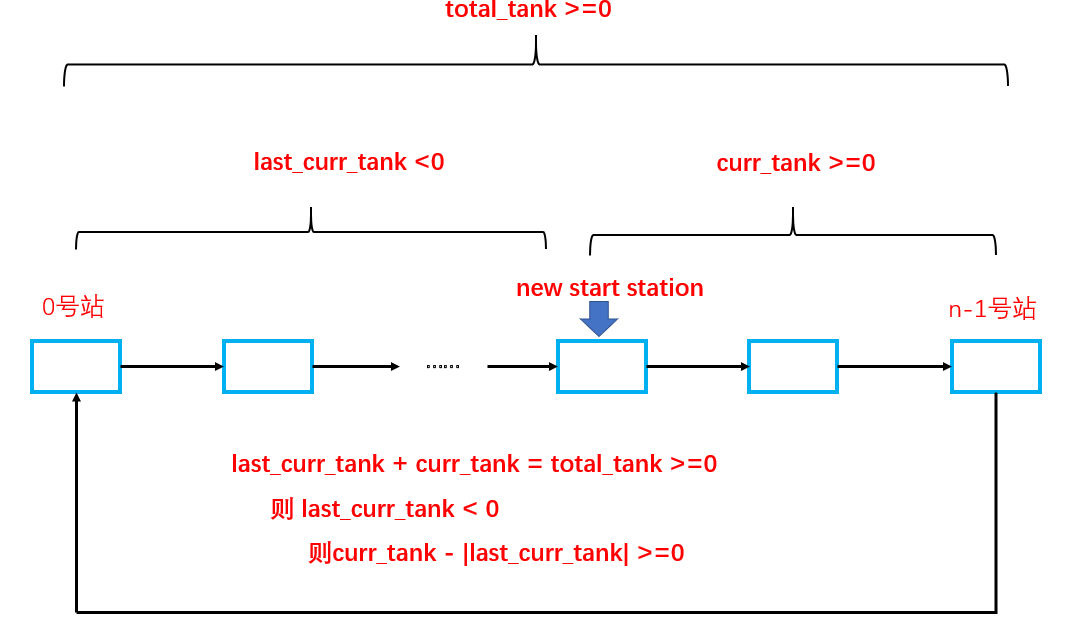 total_tank >=0
last_curr_tank <0
curr_tank >=0
new start station
0号站
n-1号站
······
last_curr_tank + curr_tank = total_tank >=0
则 last_curr_tank < 0
则curr_tank - |last_curr_tank| >=0